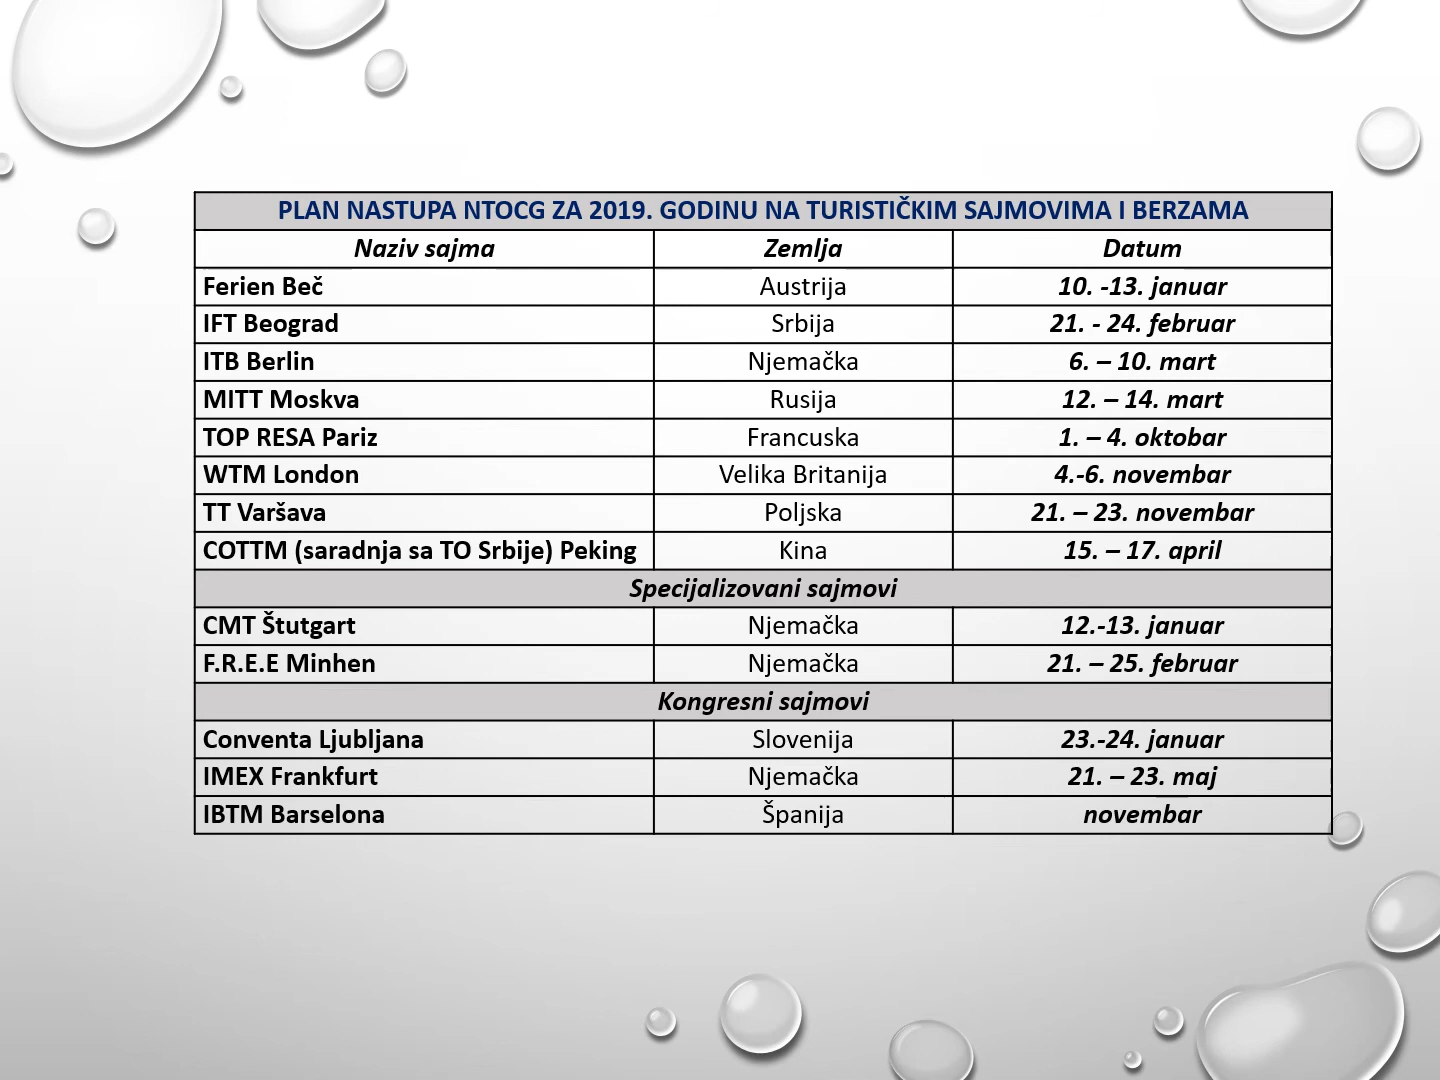 PLAN NASTUPA NTOCG ZA 2019. GODINU NA TURISTIČKIM SAJMOVIMA I BERZAMA
Naziv sajma Zemlja Datum
Ferien Beč Austrija 10. -13. januar
IFT Beograd Srbija 21. - 24. februar
ITB Berlin Njemačka 6. – 10. mart
MITT Moskva Rusija 12. – 14. mart
TOP RESA Pariz Francuska 1. – 4. oktobar
WTM London Velika Britanija 4.-6. novembar
TT Varšava Poljska 21. – 23. novembar
COTTM (saradnja sa TO Srbije) Peking Kina 15. – 17. april
Specijalizovani sajmovi
CMT Štutgart Njemačka 12.-13. januar
F.R.E.E Minhen Njemačka 21. – 25. februar
Kongresni sajmovi
Conventa Ljubljana Slovenija 23.-24. januar
IMEX Frankfurt Njemačka 21. – 23. maj
IBTM Barselona Španija novembar